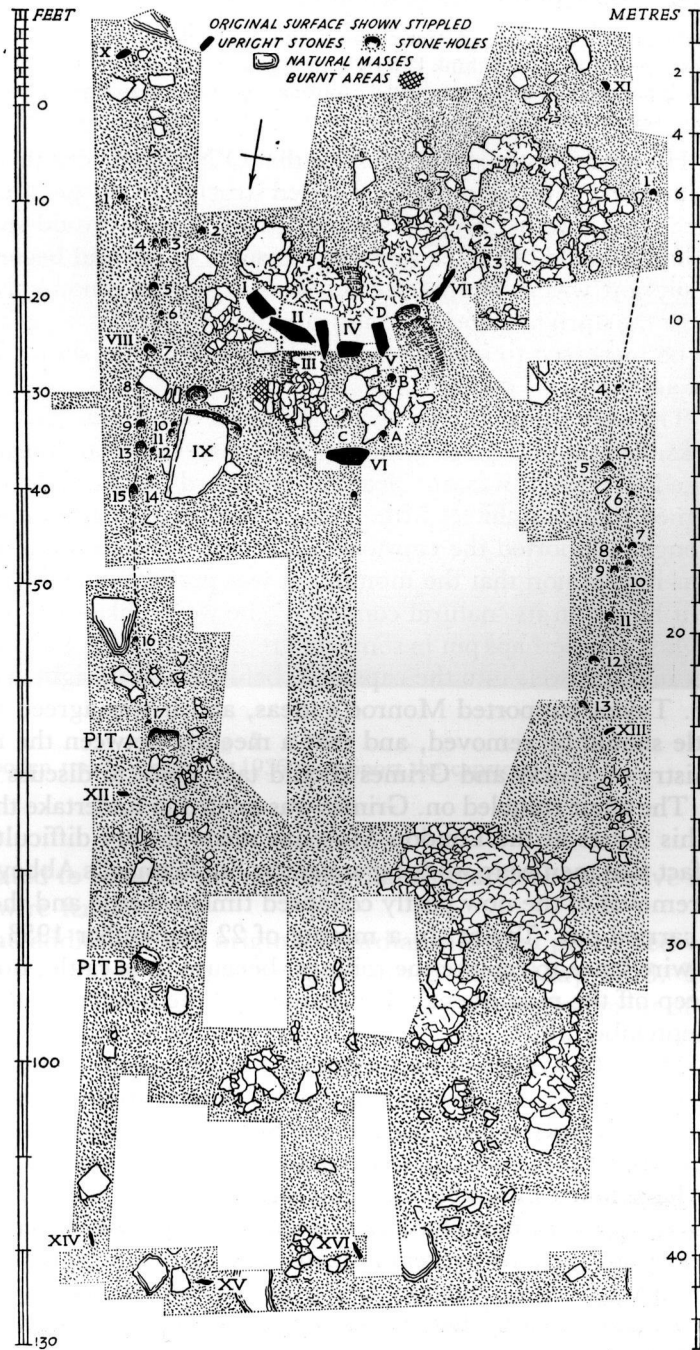 FEET
METRES
ORIGINAL SURFACE SHOWN STIPPLED
UPRIGHT STONES STONE-HOLES
NATURAL MASSES
BURNT AREAS
X
XI
2
0
4
10
1
1
6
2
4 3
2
8
3
5
I
VII
20
6
II
D
10
VIII
IV
7
III
V
30
8
B
4
9
10
11
C
A
13
12
IX
VI
5
14
6
40
15
7
8
9
10
50
11
16
20
12
17
13
PIT A
XIII
XII
30
PIT B
100
XIV
XVI
40
XV
130